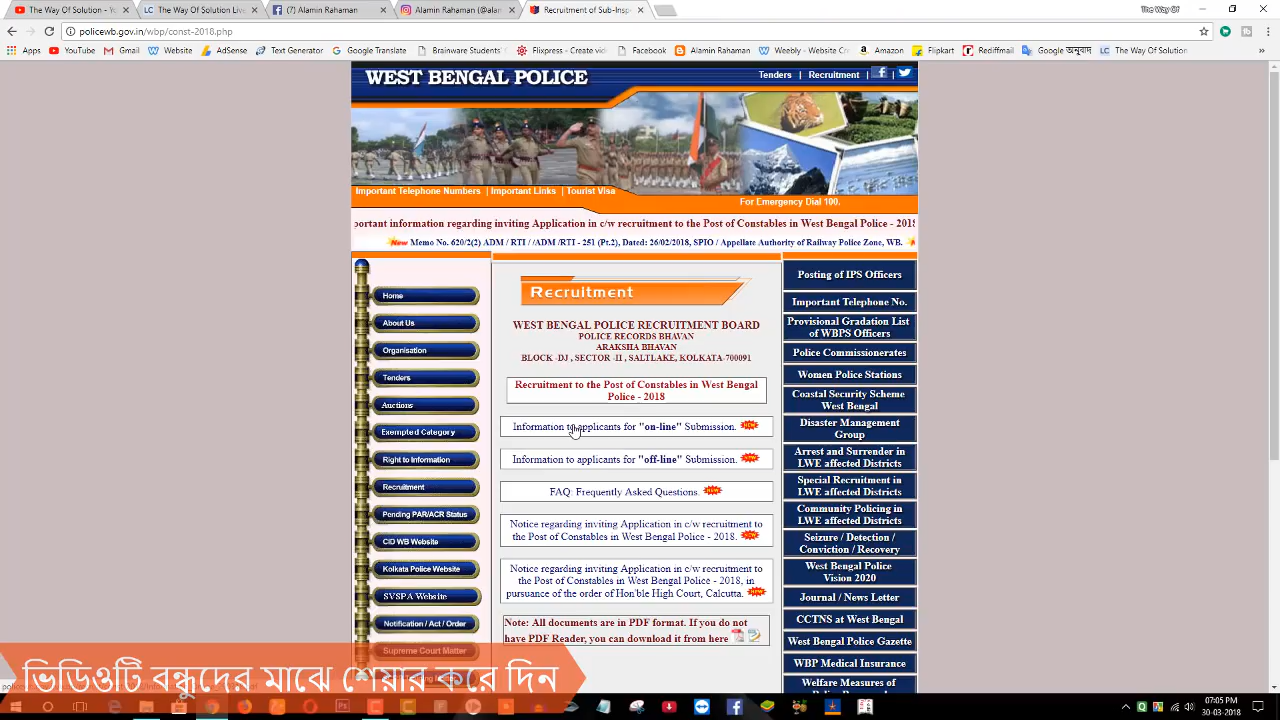 The Way Of Solution -
LC The Way Of Solution Live
(7) Alamin Rahaman
Alamin Rahaman (@alam
Recruitment of Sub-Insp
The Way OF
policewb.gov.in/wbp/const-2018.php
Apps
YouTube
Gmail
Website
AdSense
Text Generator
Google Translate
Brainware Students'
Flixpress - Create vide
Facebook
Alamin Rahaman
Weebly - Website Cre
Amazon
Flipkart
Rediffmail
Google অনুবাদ
LC The Way Of Solution
WEST BENGAL POLICE
Tenders | Recruitment | |
Important Telephone Numbers | Important Links | Tourist Visa
For Emergency Dial 100.
portant information regarding inviting Application in c/w recruitment to the Post of Constables in West Bengal Police - 2018
New Memo No. 620/2(2) ADM / RTI / /ADM /RTI - 251 (Pt.2), Dated: 26/02/2018, SPIO / Appellate Authority of Railway Police Zone, WB.
Home
About Us
Organisation
Tenders
Auctions
Exempted Category
Right to Information
Recruitment
Pending PAR/ACR Status
CID WB Website
Kolkata Police Website
SVSPA Website
Notification / Act / Order
Supreme Court Matter
Recruitment
WEST BENGAL POLICE RECRUITMENT BOARD
POLICE RECORDS BHAVAN
ARAKSHA BHAVAN
BLOCK -DJ , SECTOR -II , SALTLAKE, KOLKATA-700091
Recruitment to the Post of Constables in West Bengal
Police - 2018
Information to applicants for "on-line" Submission.
Information to applicants for "off-line" Submission.
FAQ: Frequently Asked Questions.
Notice regarding inviting Application in c/w recruitment to
the Post of Constables in West Bengal Police - 2018.
Notice regarding inviting Application in c/w recruitment to
the Post of Constables in West Bengal Police - 2018, in
pursuance of the order of Hon'ble High Court, Calcutta.
Note: All documents are in PDF format. If you do not
have PDF Reader, you can download it from here
Posting of IPS Officers
Important Telephone No.
Provisional Gradation List
of WBPS Officers
Police Commissionerates
Women Police Stations
Coastal Security Scheme
West Bengal
Disaster Management
Group
Arrest and Surrender in
LWE affected Districts
Special Recruitment in
LWE affected Districts
Community Policing in
LWE affected Districts
Seizure / Detection /
Conviction / Recovery
West Bengal Police
Vision 2020
Journal / News Letter
CCTNS at West Bengal
West Bengal Police Gazette
WBP Medical Insurance
Welfare Measures of
ভিডিওটি বন্ধুদের মাঝে শেয়ার করে দিন
07:05 PM
30-03-2018